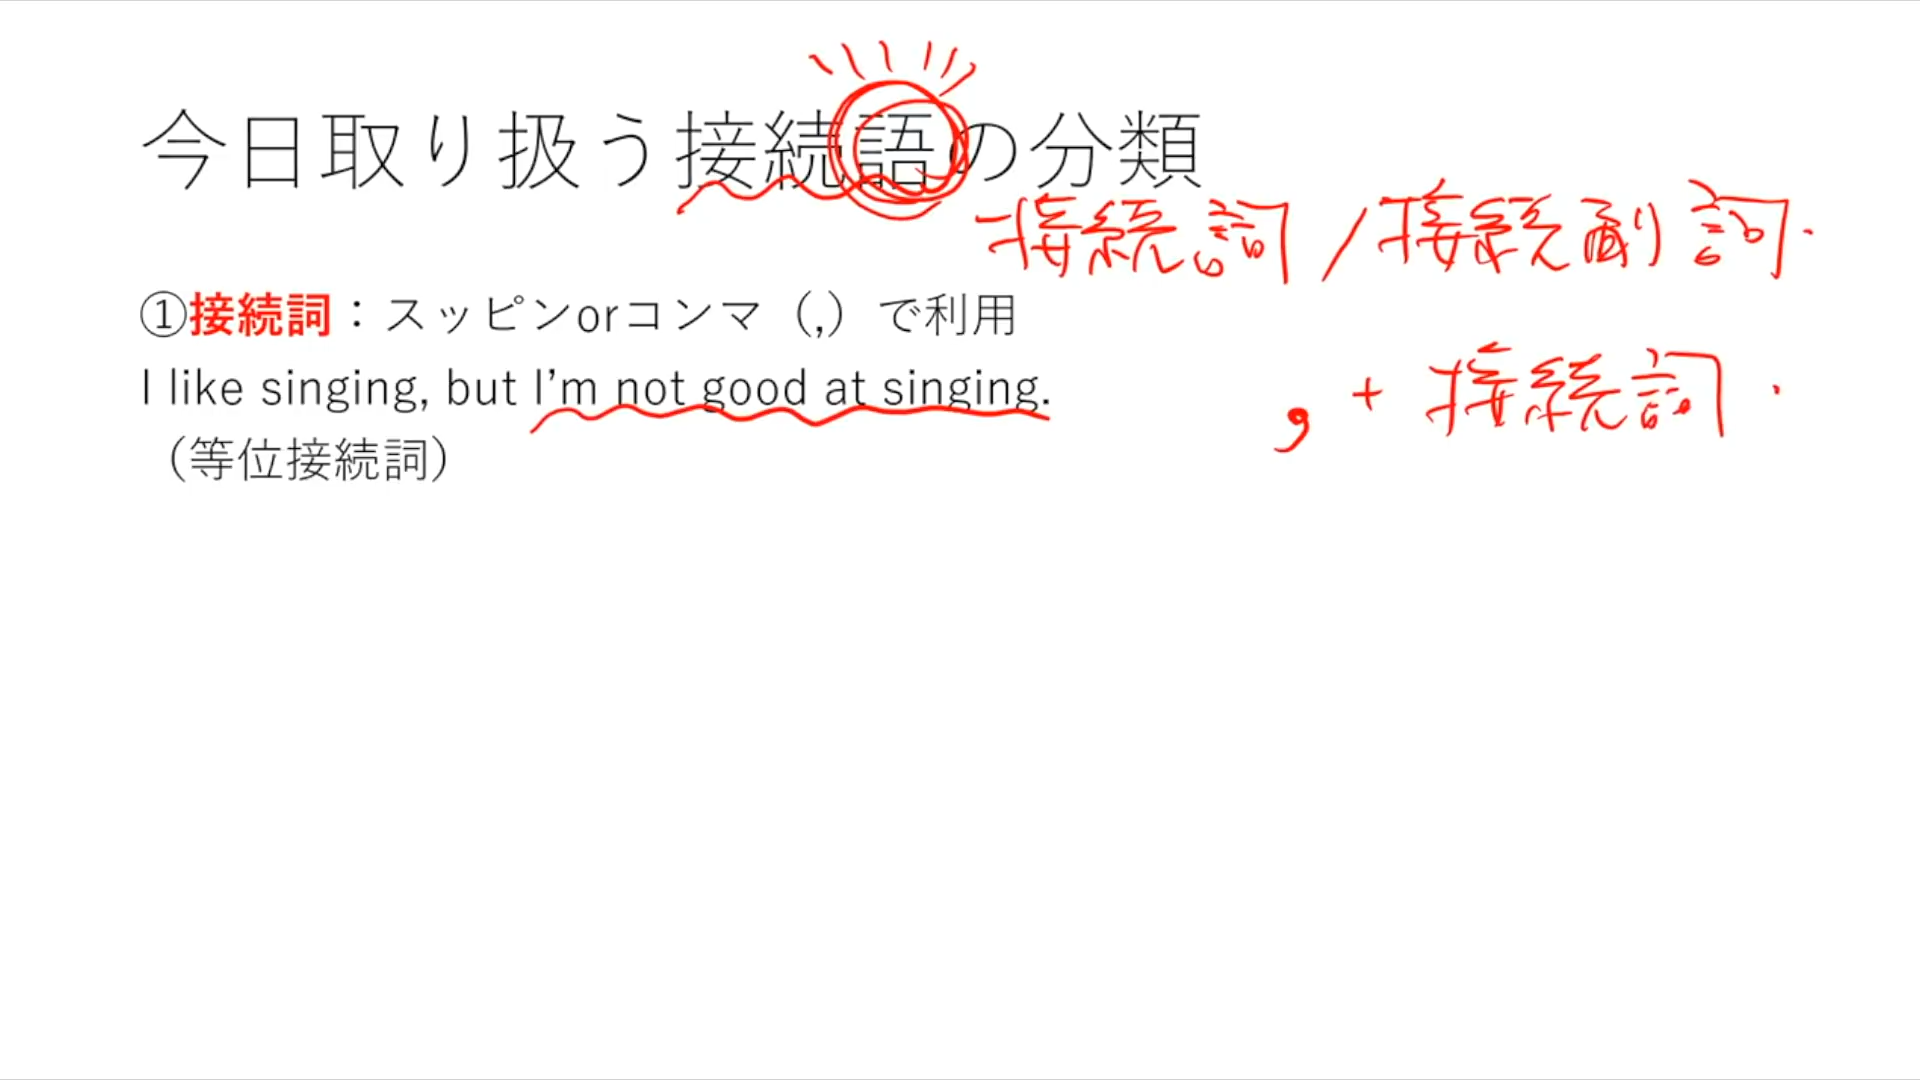 今日取り扱う接続語の分類
接続詞/接続副詞.
①接続詞：スッピンorコンマ（,）で利用
I like singing, but I’m not good at singing.
, + 接続詞.
（等位接続詞）